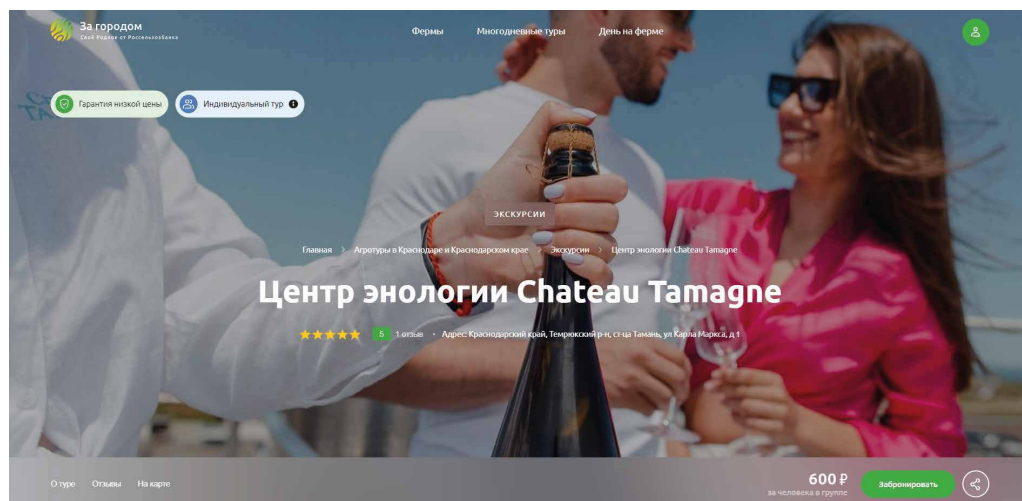 За городом
Своё Родное от Россельхозбанка
Фермы
Многодневные туры
День на ферме
Гарантия низкой цены
Индивидуальный тур
ЭКСКУРСИИ
Главная > Агротуры в Краснодаре и Краснодарском крае > Экскурсии > Центр энологии Chateau Tamagne
Центр энологии Chateau Tamagne
5 1 отзыв • Адрес: Краснодарский край, Темрюкский р-н, ст-ца Тамань, ул Карла Маркса, д 1
О туре
Отзывы
На карте
600 ₽
за человека в группе
Забронировать